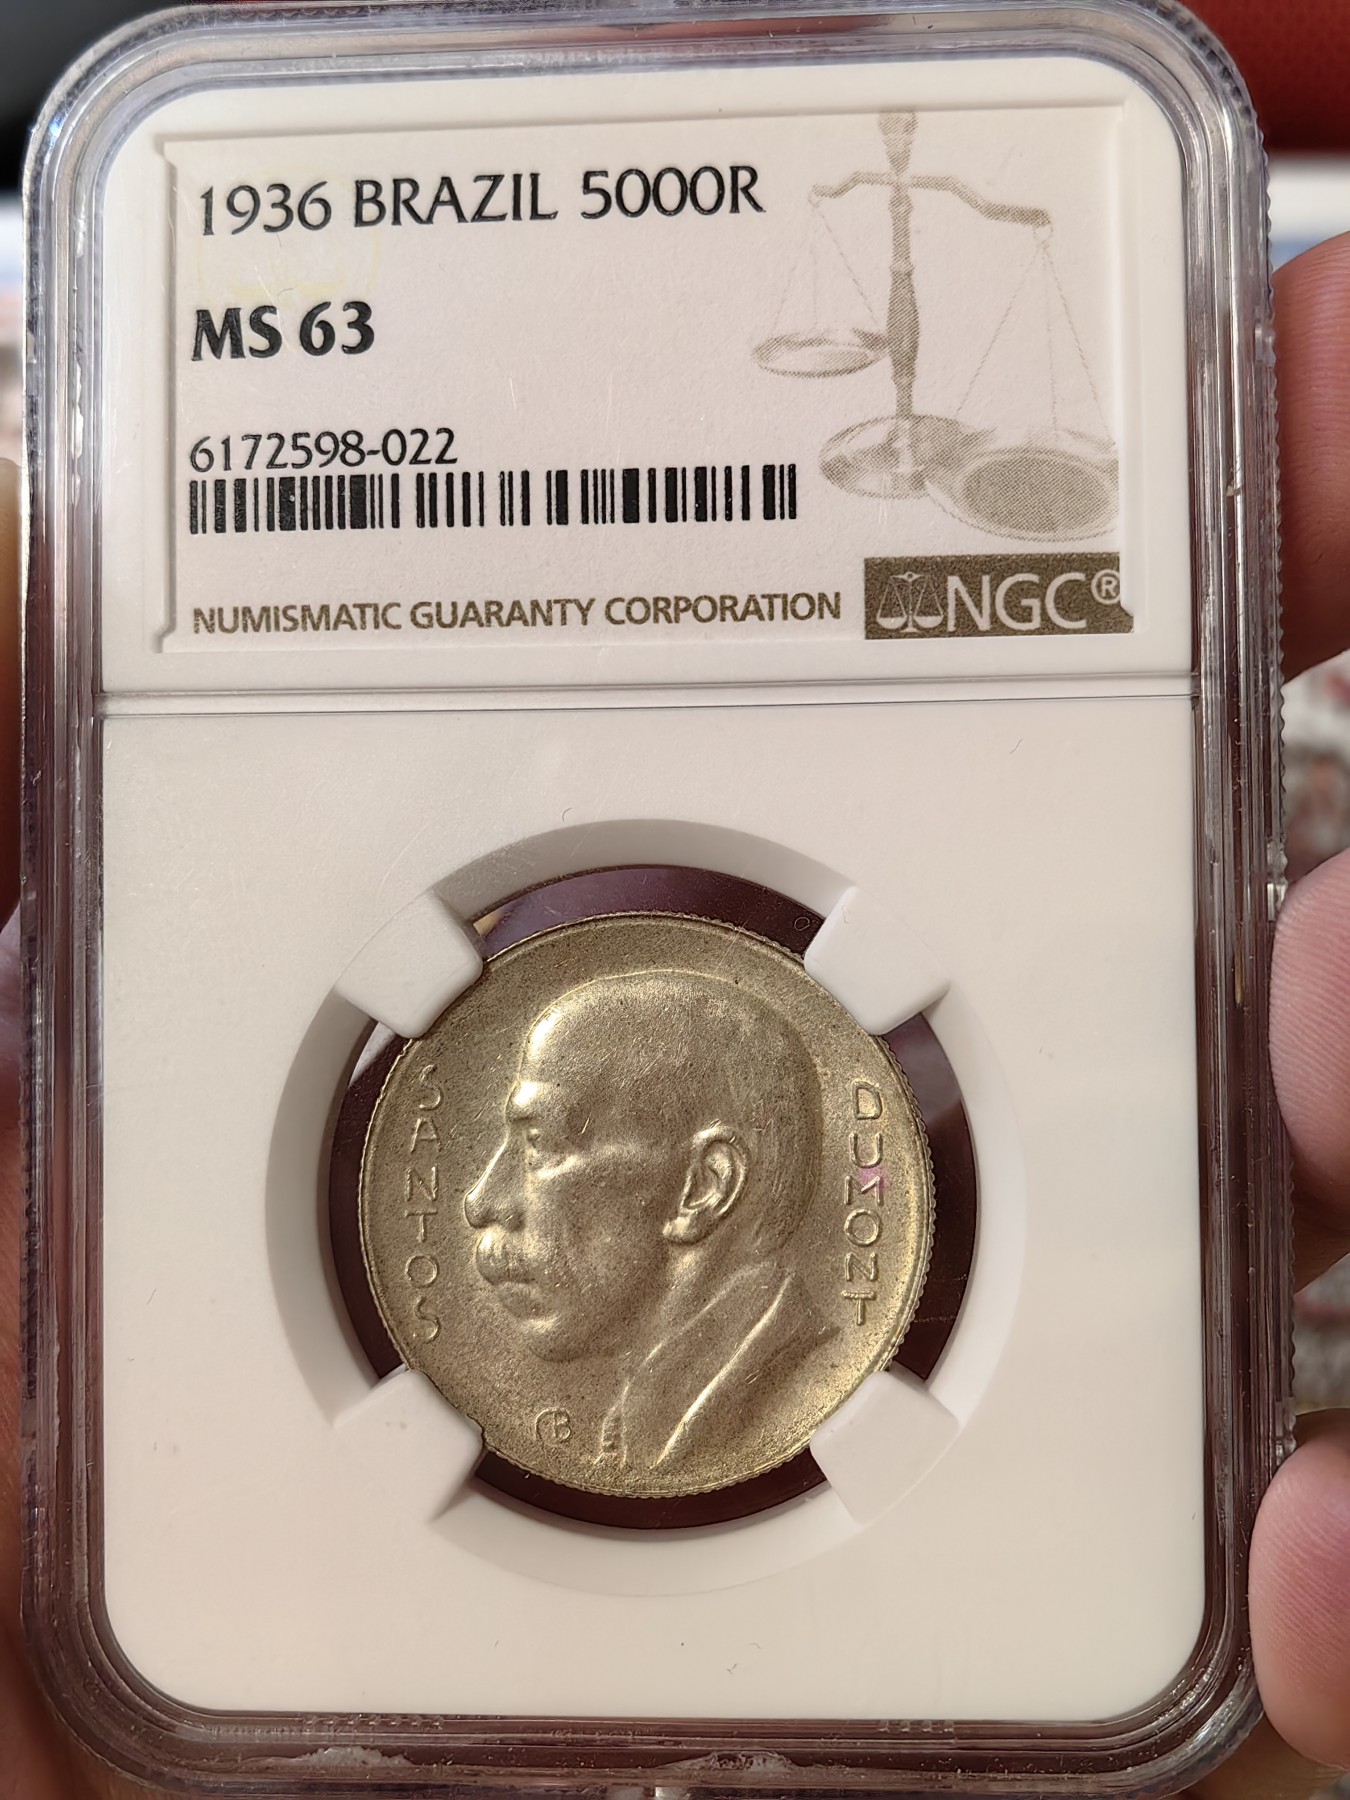 1936 BRAZIL 5000R
MS 63
6172598-022
NUMISMATIC GUARANTY CORPORATION
NGC®
SANTOS
DUMONT